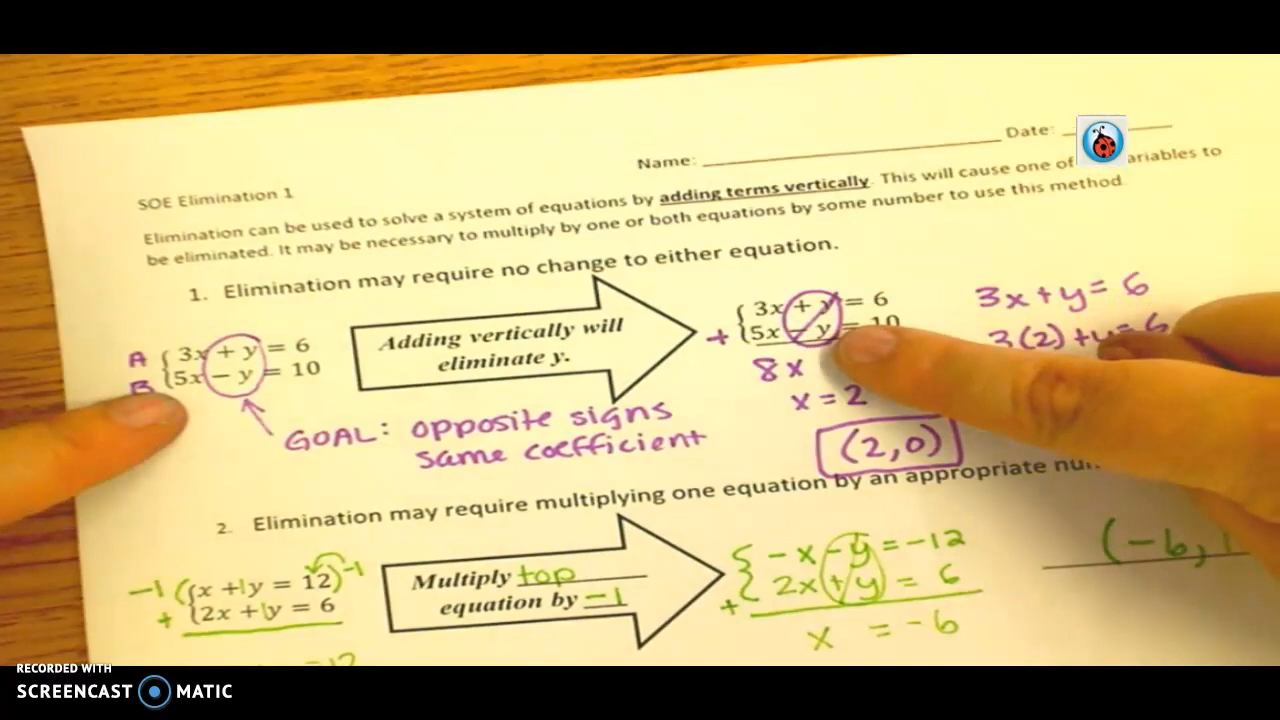 Name: Date:
SOE Elimination 1
Elimination can be used to solve a system of equations by adding terms vertically. This will cause one of
be eliminated. It may be necessary to multiply by one or both equations by some number to use this method
1. Elimination may require no change to either equation.
A 3x + y = 6
B 5x − y = 10
Adding vertically will
eliminate y.
GOAL: opposite signs
same coefficient
3x + y = 6
+ 5x − y = 10
8x
x = 2
(2,0)
3x + y = 6
3(2) + y = 6
2. Elimination may require multiplying one equation by an appropriate
-1 (x + 1y = 12) -1
+ 2x + 1y = 6
Multiply top
equation by -1
-x - y = -12
+ 2x + y = 6
x = -6
(-6,
RECORDED WITH
SCREENCAST MATIC